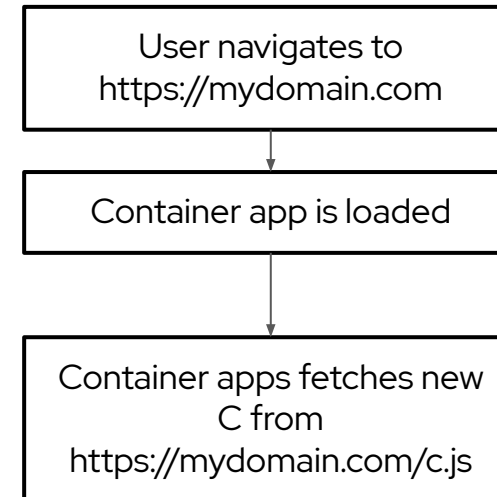 User navigates to
https://mydomain.com
Container app is loaded
Container apps fetches new
C from
https://mydomain.com/c.js